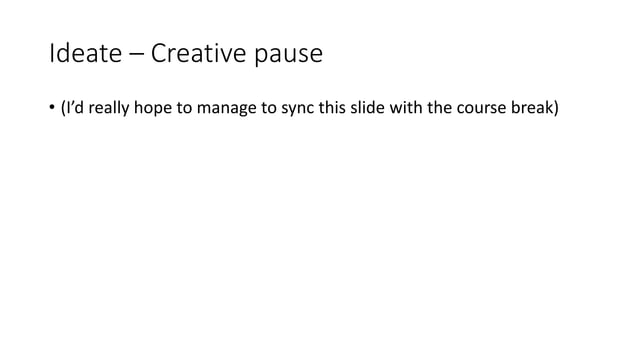 Ideate – Creative pause
• (I’d really hope to manage to sync this slide with the course break)